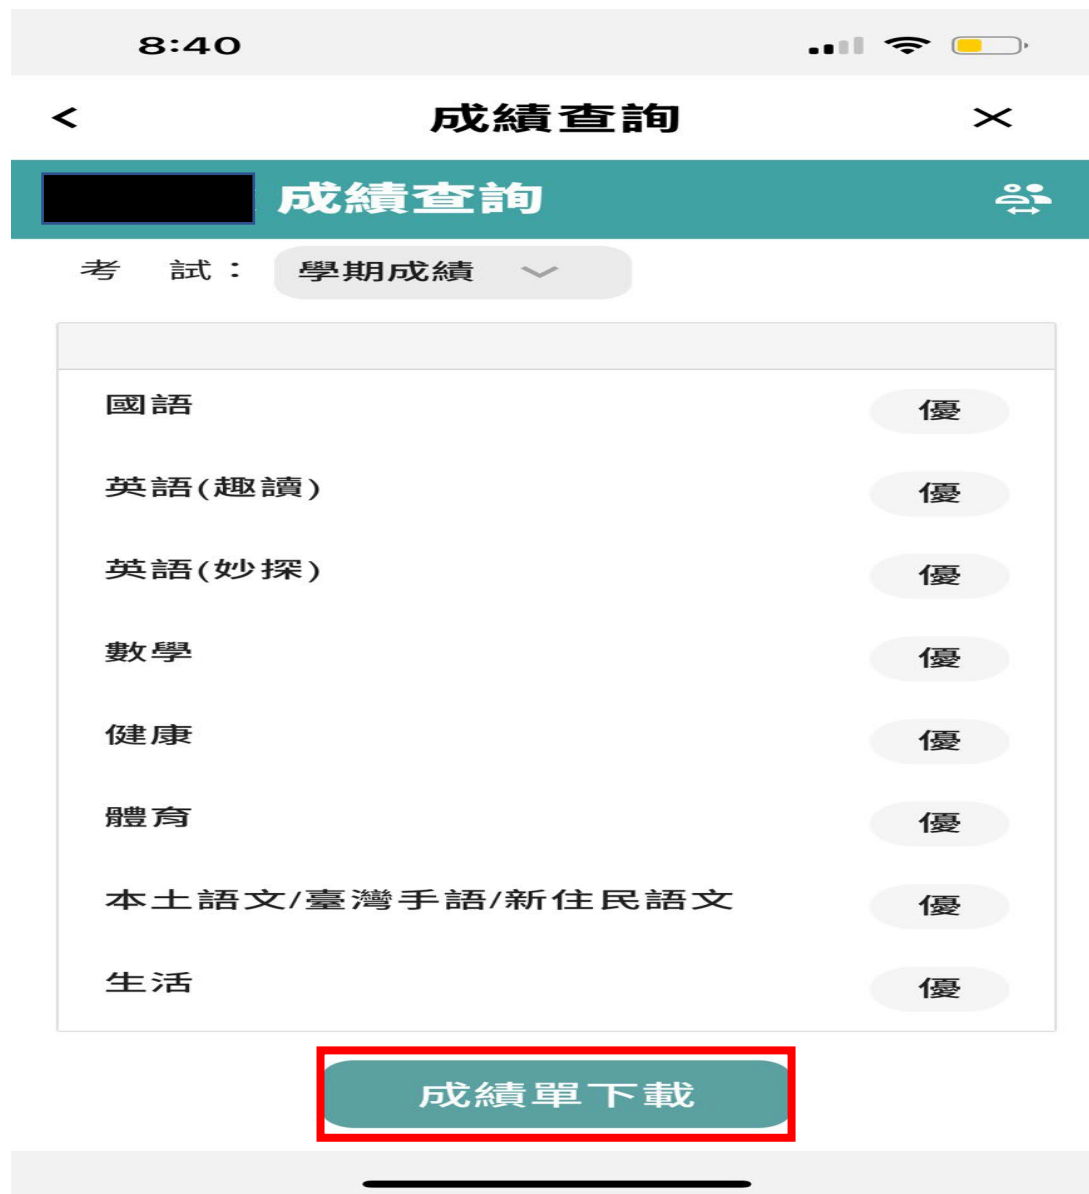 8:40
成績查詢
成績查詢
考 試： 學期成績
國語 優
英語(趣讀) 優
英語(妙探) 優
數學 優
健康 優
體育 優
本土語文/臺灣手語/新住民語文 優
生活 優
成績單下載